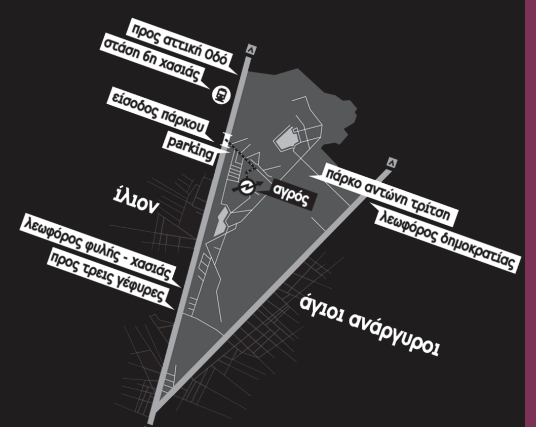 προς αττική οδό
στάση 6η χασιάς
είσοδος πάρκου
parking
αγρός
πάρκο αντώνη τρίτση
λεωφόρος δημοκρατίας
ίλιον
λεωφόρος φυλής - χασιάς
προς τρεις γέφυρες
άγιοι ανάργυροι